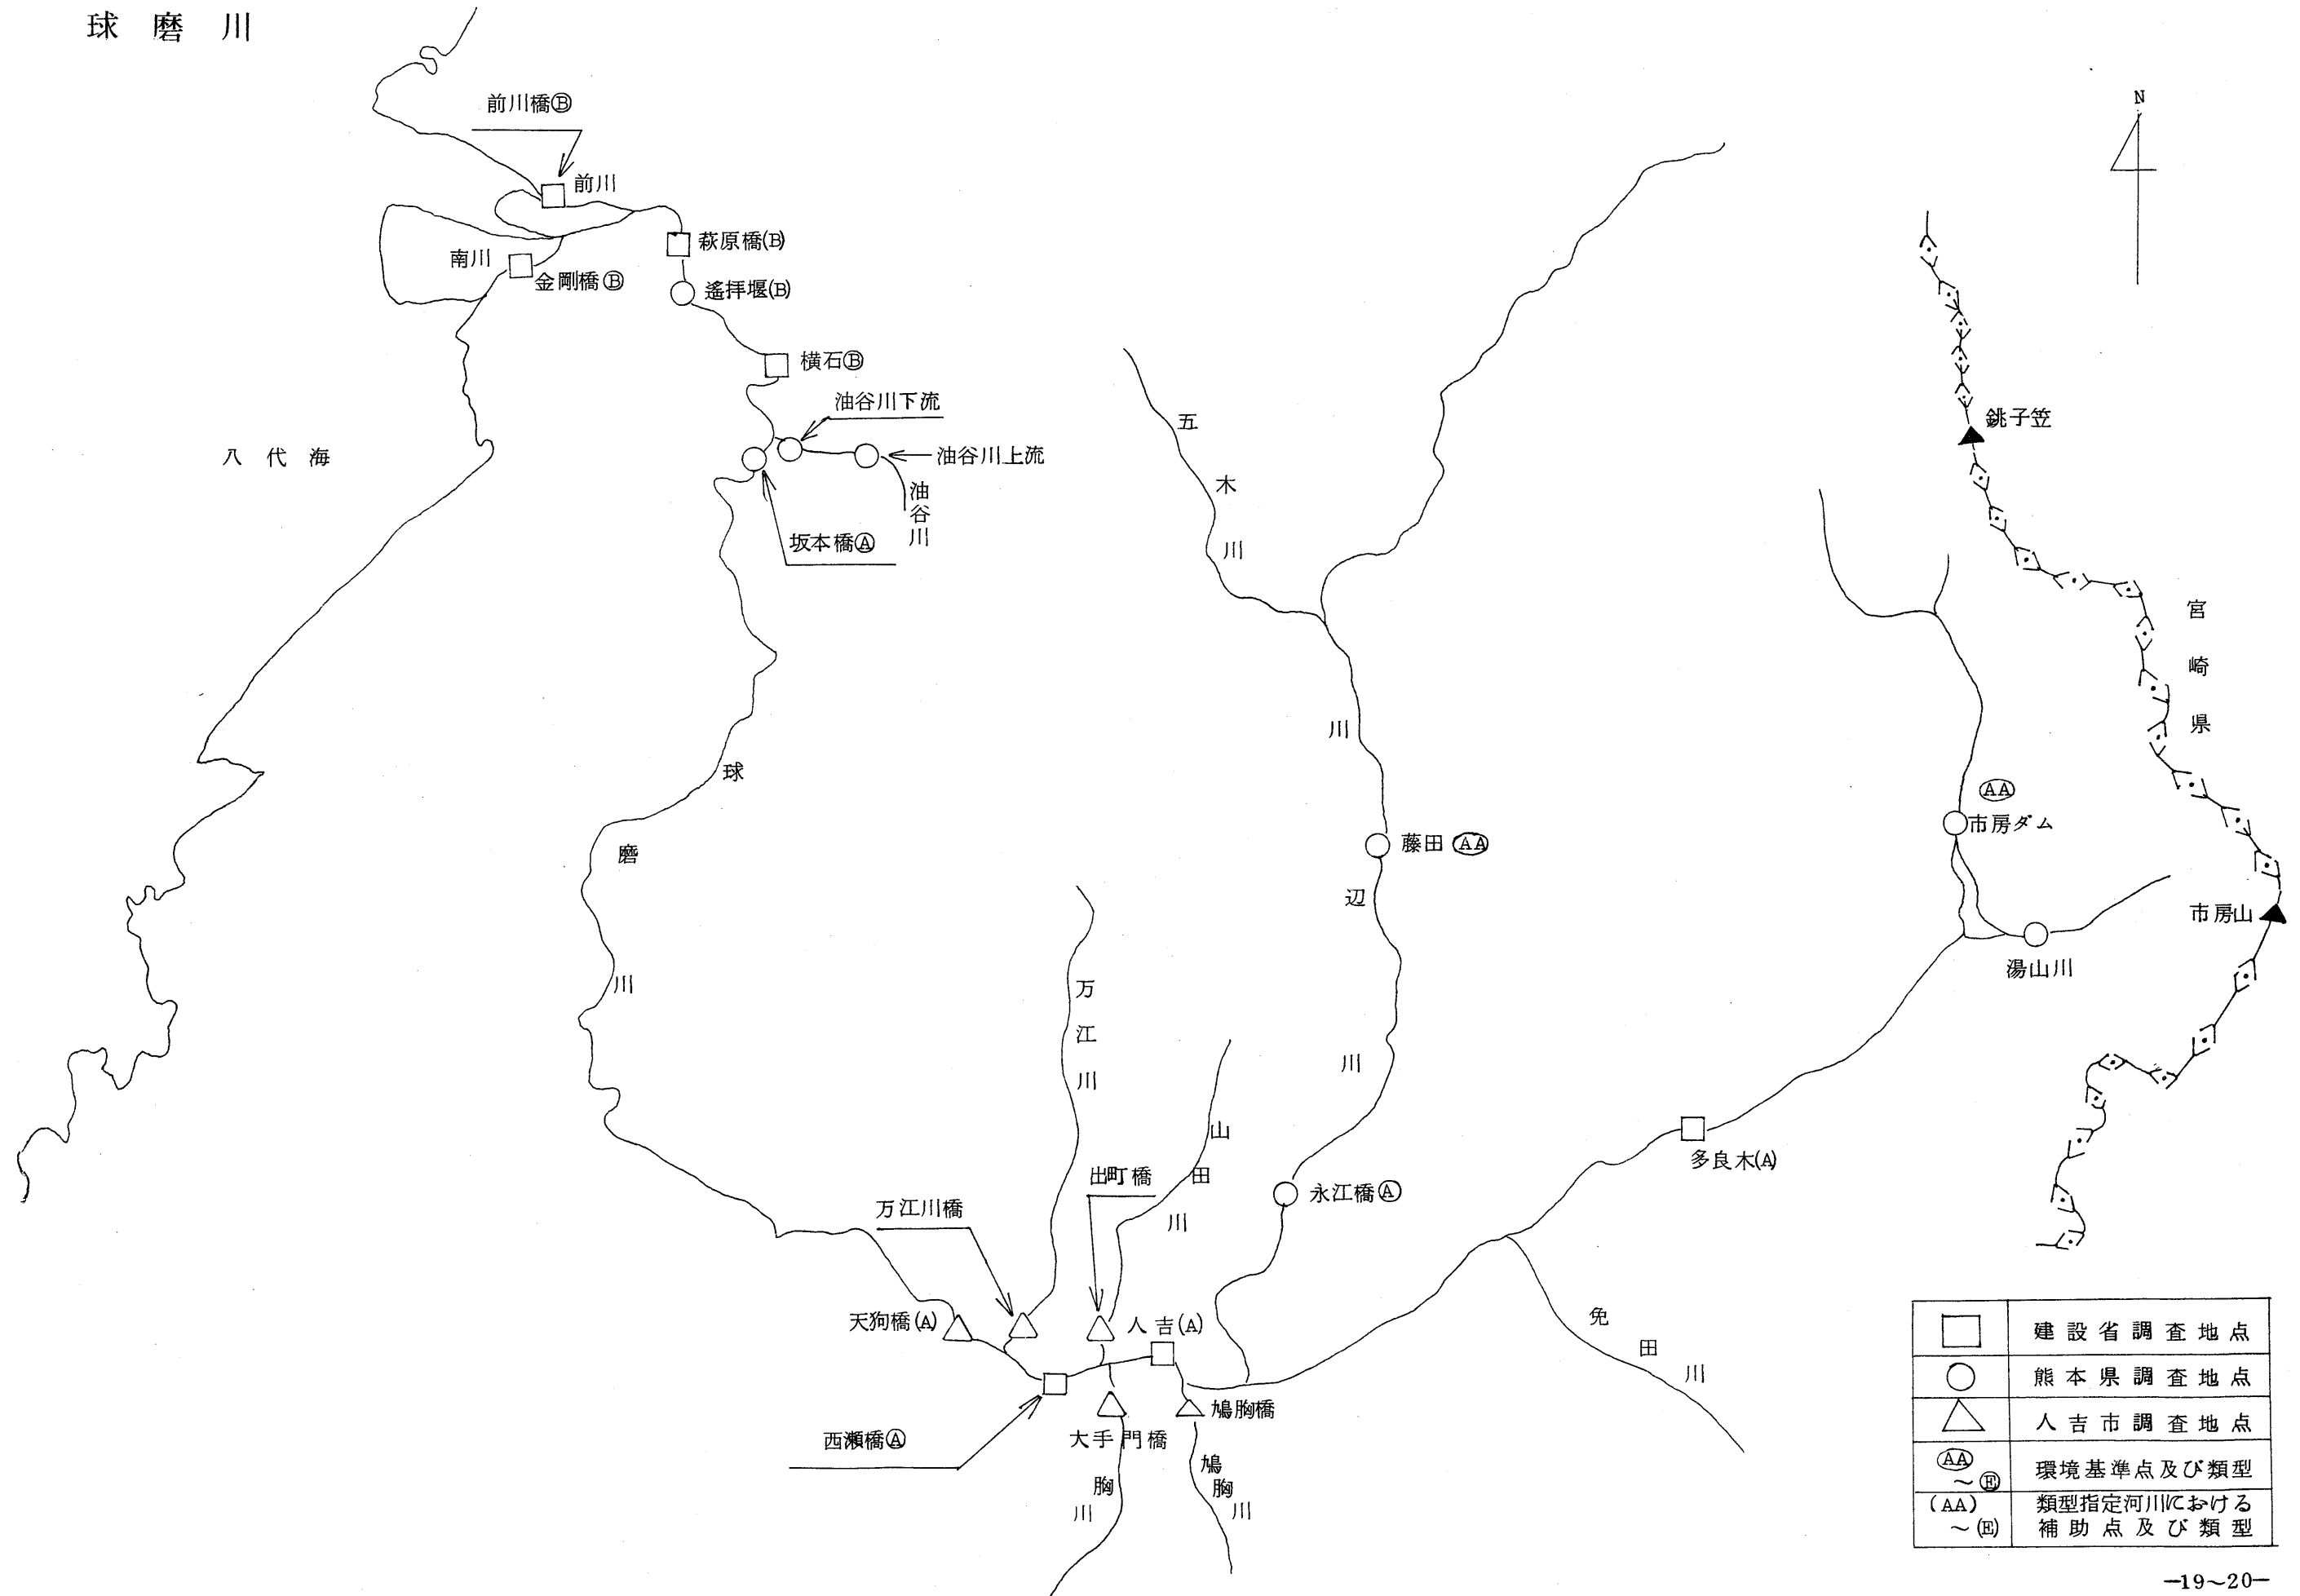 球磨川
N
前川橋Ⓑ
前川
萩原橋(B)
南川
金剛橋Ⓑ
遙拝堰(B)
横石Ⓑ
油谷川下流
油谷川上流
油谷川
坂本橋Ⓐ
八代海
五木川
銚子笠
宮崎県
球磨川
川辺川
藤田 ㊀AA
AA
市房ダム
市房山
湯山川
万江川
山田川
出町橋
万江川橋
永江橋Ⓐ
多良木(A)
天狗橋(A)
人吉(A)
免田川
西瀬橋Ⓐ
大手門橋
鳩胸橋
胸川
鳩胸川
建設省調査地点
熊本県調査地点
人吉市調査地点
AA
～Ⓔ
環境基準点及び類型
(AA)
～(E)
類型指定河川における
補助点及び類型
—19～20—